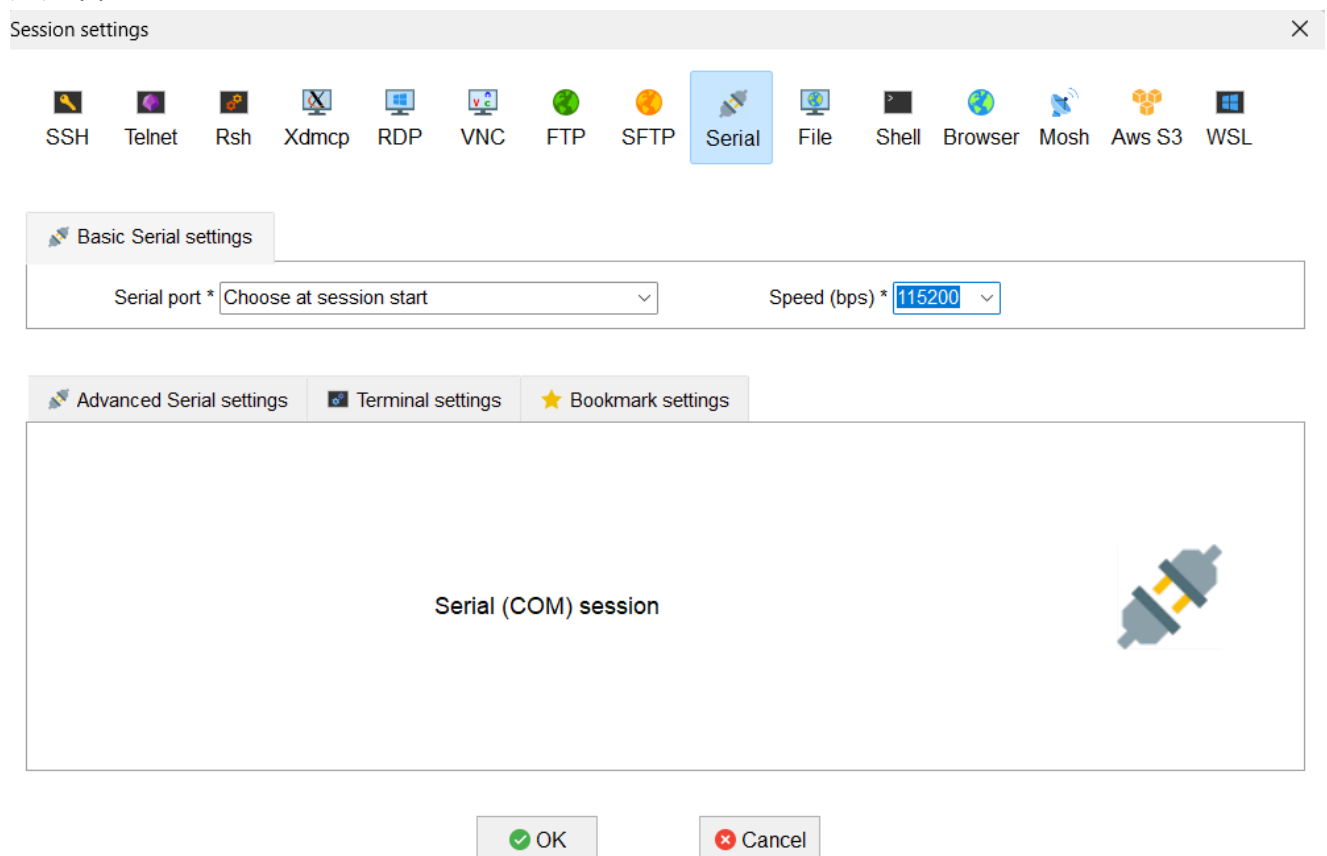 Session settings
SSH Telnet Rsh Xdmcp RDP VNC FTP SFTP Serial File Shell Browser Mosh Aws S3 WSL
Basic Serial settings
Serial port * Choose at session start Speed (bps) * 115200
Advanced Serial settings Terminal settings Bookmark settings
Serial (COM) session
OK Cancel